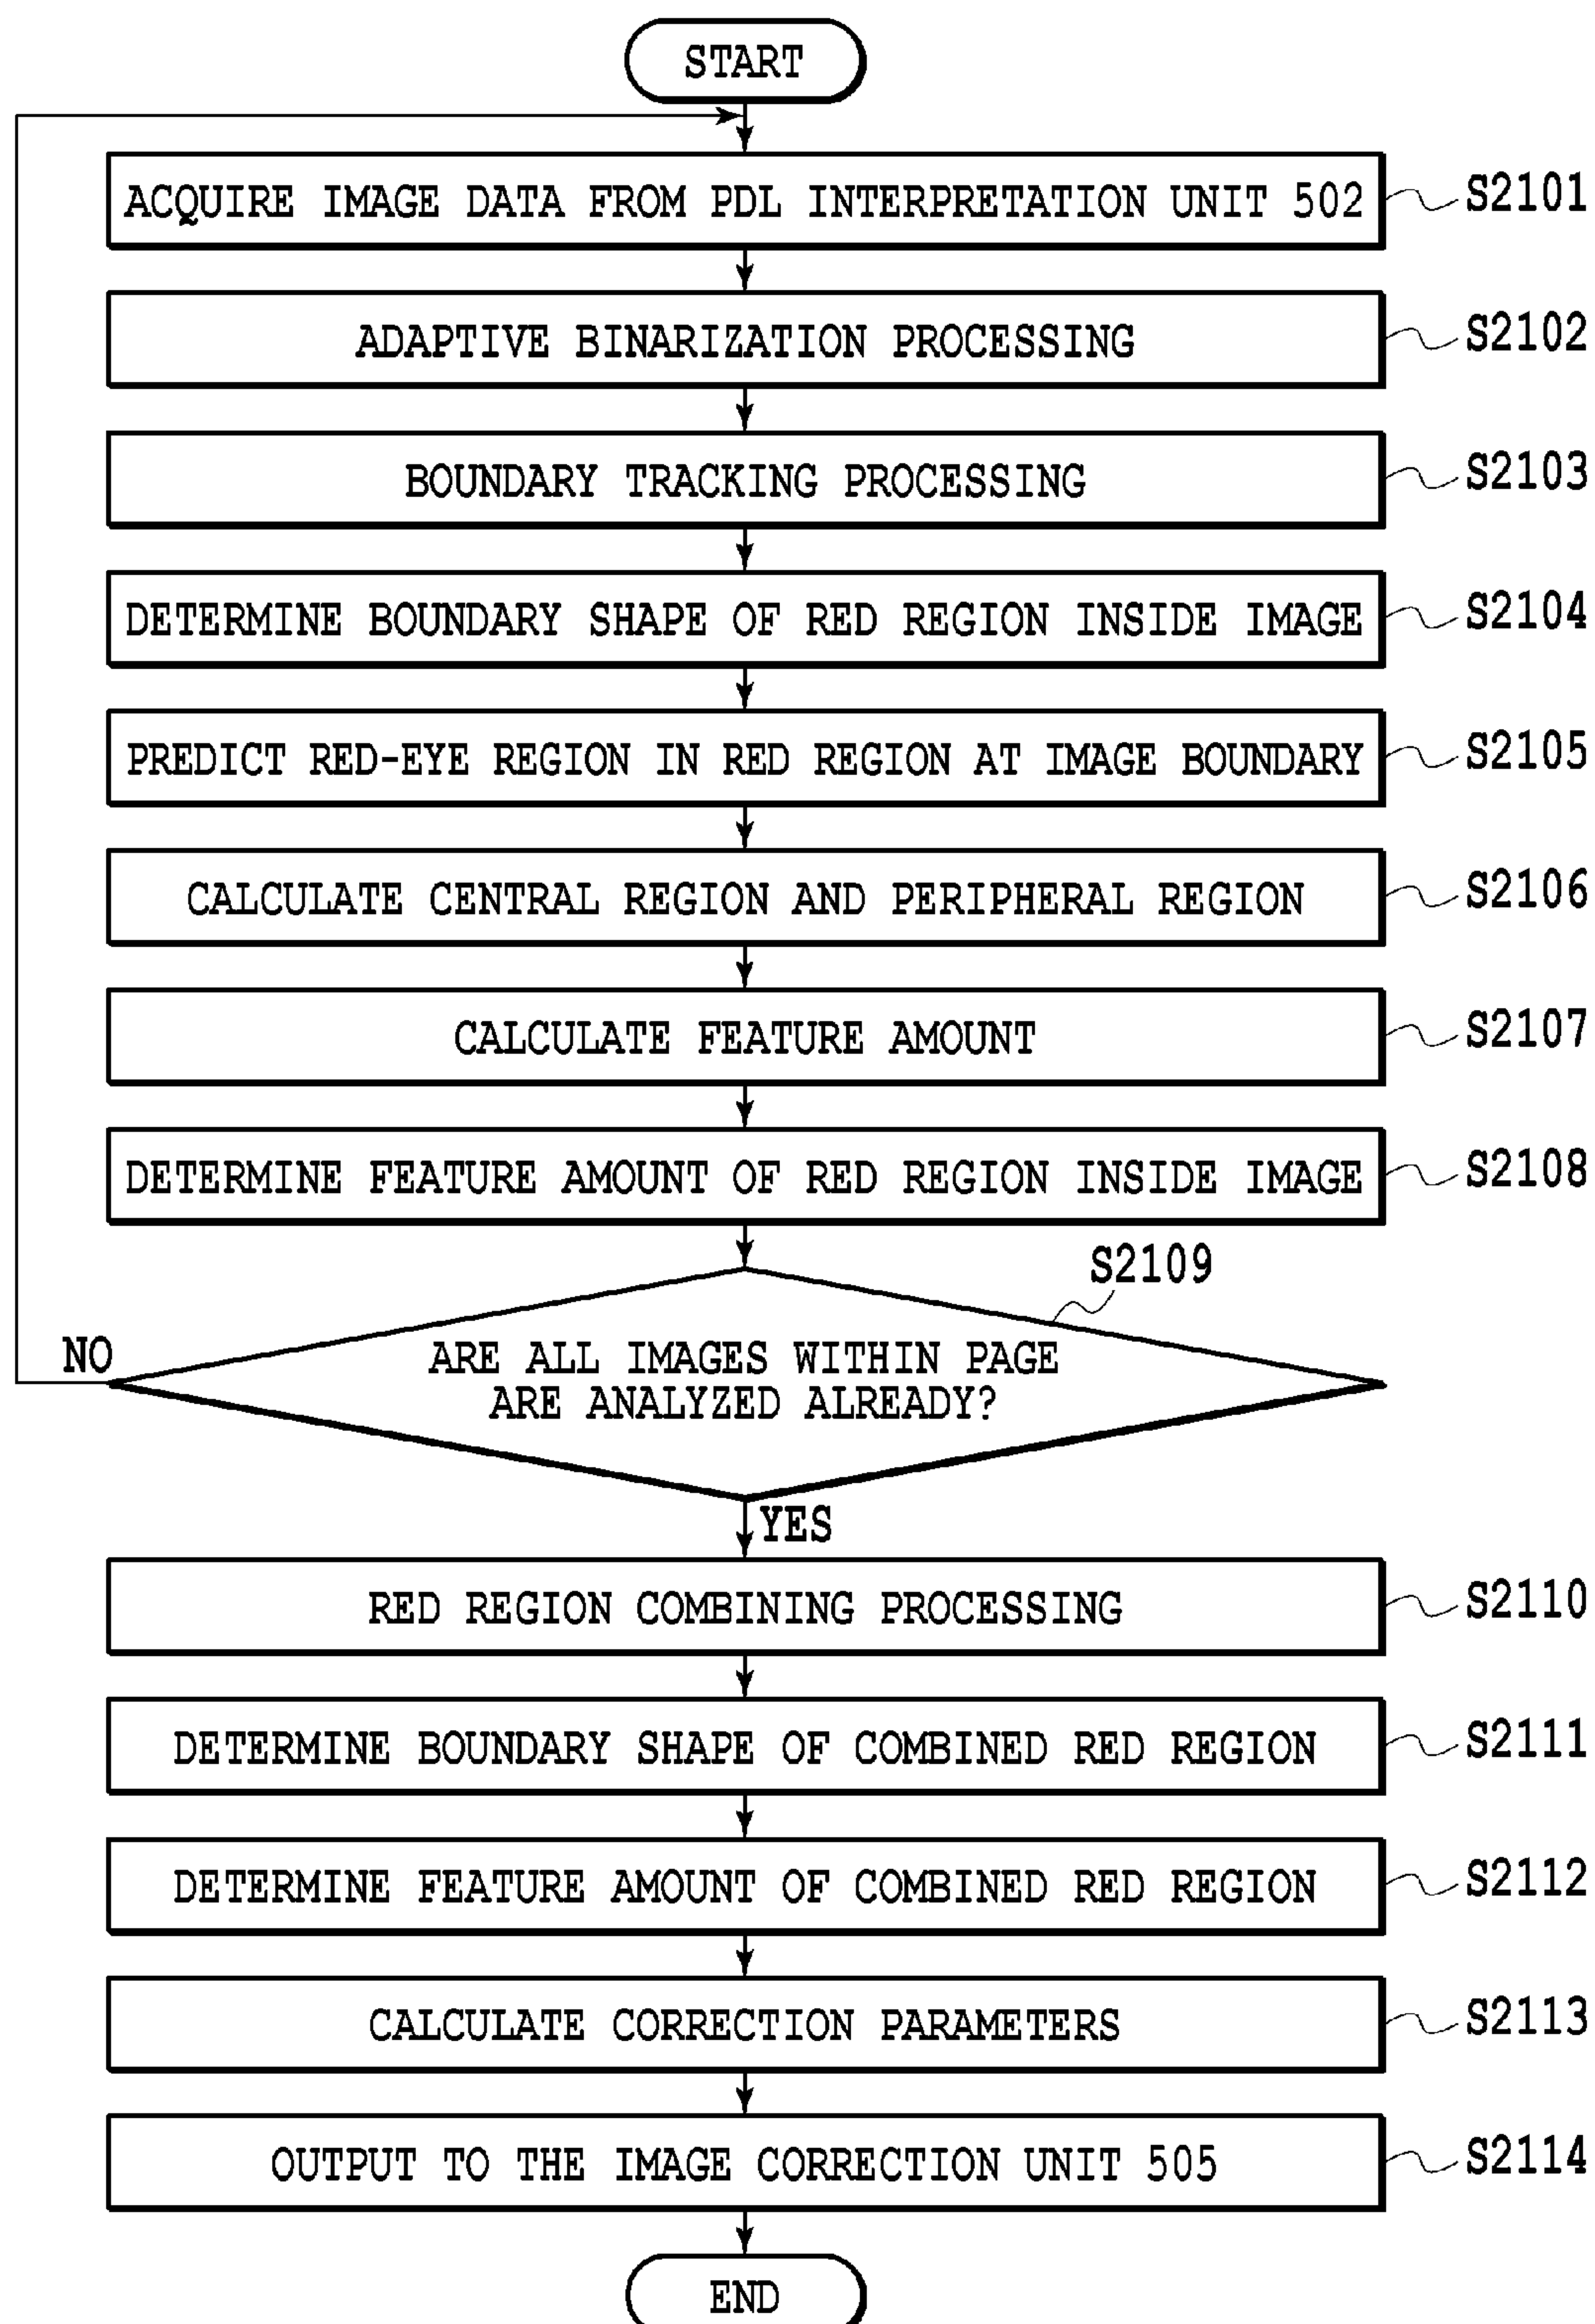 START
ACQUIRE IMAGE DATA FROM PDL INTERPRETATION UNIT 502
S2101
ADAPTIVE BINARIZATION PROCESSING
S2102
BOUNDARY TRACKING PROCESSING
S2103
DETERMINE BOUNDARY SHAPE OF RED REGION INSIDE IMAGE
S2104
PREDICT RED-EYE REGION IN RED REGION AT IMAGE BOUNDARY
S2105
CALCULATE CENTRAL REGION AND PERIPHERAL REGION
S2106
CALCULATE FEATURE AMOUNT
S2107
DETERMINE FEATURE AMOUNT OF RED REGION INSIDE IMAGE
S2108
S2109
NO
ARE ALL IMAGES WITHIN PAGE
ARE ANALYZED ALREADY?
YES
RED REGION COMBINING PROCESSING
S2110
DETERMINE BOUNDARY SHAPE OF COMBINED RED REGION
S2111
DETERMINE FEATURE AMOUNT OF COMBINED RED REGION
S2112
CALCULATE CORRECTION PARAMETERS
S2113
OUTPUT TO THE IMAGE CORRECTION UNIT 505
S2114
END